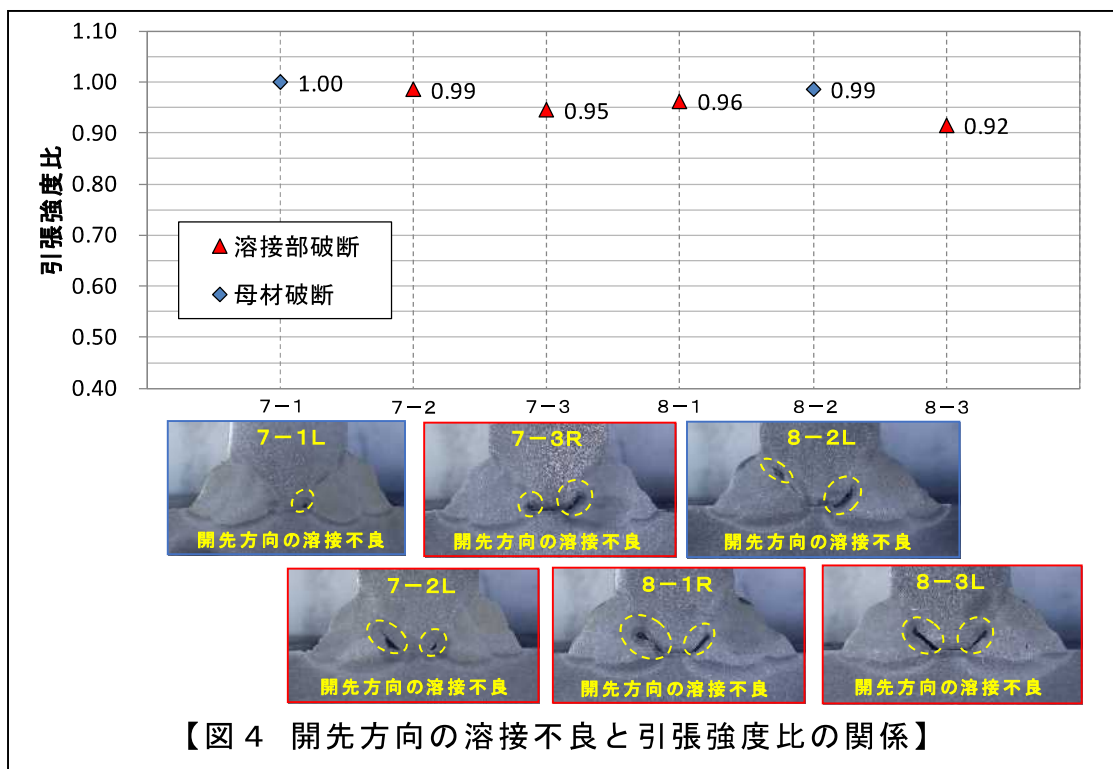 1.10
1.00
0.90
0.80
0.70
0.60
0.50
0.40
引張強度比
1.00
0.99
0.95
0.96
0.99
0.92
溶接部破断
母材破断
7－1
7－2
7－3
8－1
8－2
8－3
7－1L
開先方向の溶接不良
7－3R
開先方向の溶接不良
8－2L
開先方向の溶接不良
7－2L
開先方向の溶接不良
8－1R
開先方向の溶接不良
8－3L
開先方向の溶接不良
【図４ 開先方向の溶接不良と引張強度比の関係】